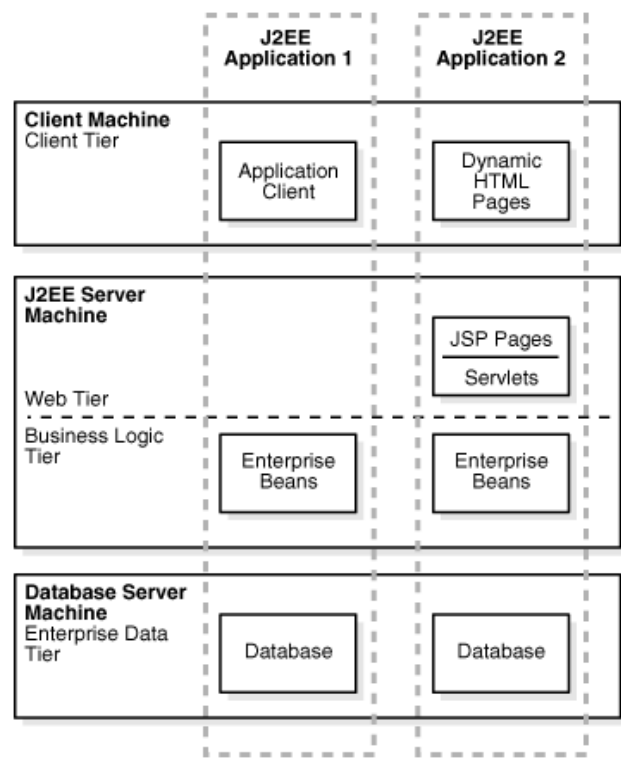 J2EE
Application 1
J2EE
Application 2
Client Machine
Client Tier
Application
Client
Dynamic
HTML
Pages
J2EE Server
Machine
JSP Pages
Servlets
Web Tier
Business Logic
Tier
Enterprise
Beans
Enterprise
Beans
Database Server
Machine
Enterprise Data
Tier
Database
Database